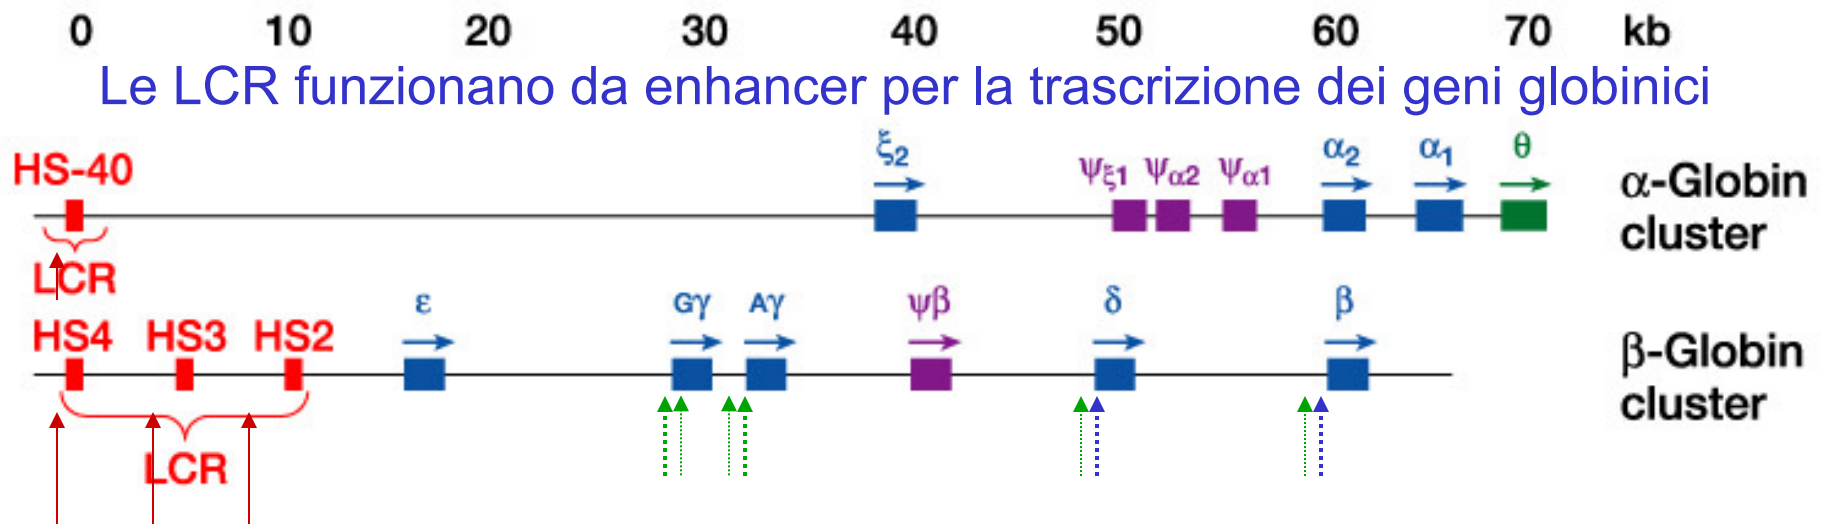 0 10 20 30 40 50 60 70 kb
Le LCR funzionano da enhancer per la trascrizione dei geni globinici
HS-40 ξ2 ψξ1 ψα2 ψα1 α2 α1 θ
α-Globin
cluster
LCR
HS4 HS3 HS2 ε Gγ Aγ ψβ δ β
β-Globin
cluster
LCR